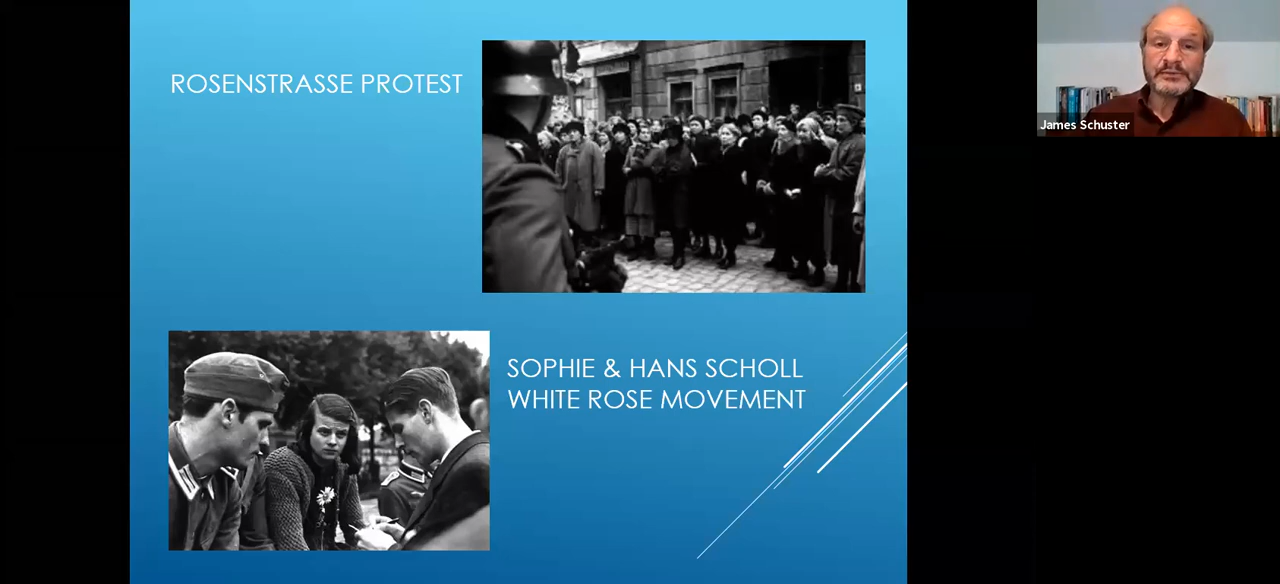 ROSENSTRASSE PROTEST
James Schuster
SOPHIE & HANS SCHOLL
WHITE ROSE MOVEMENT